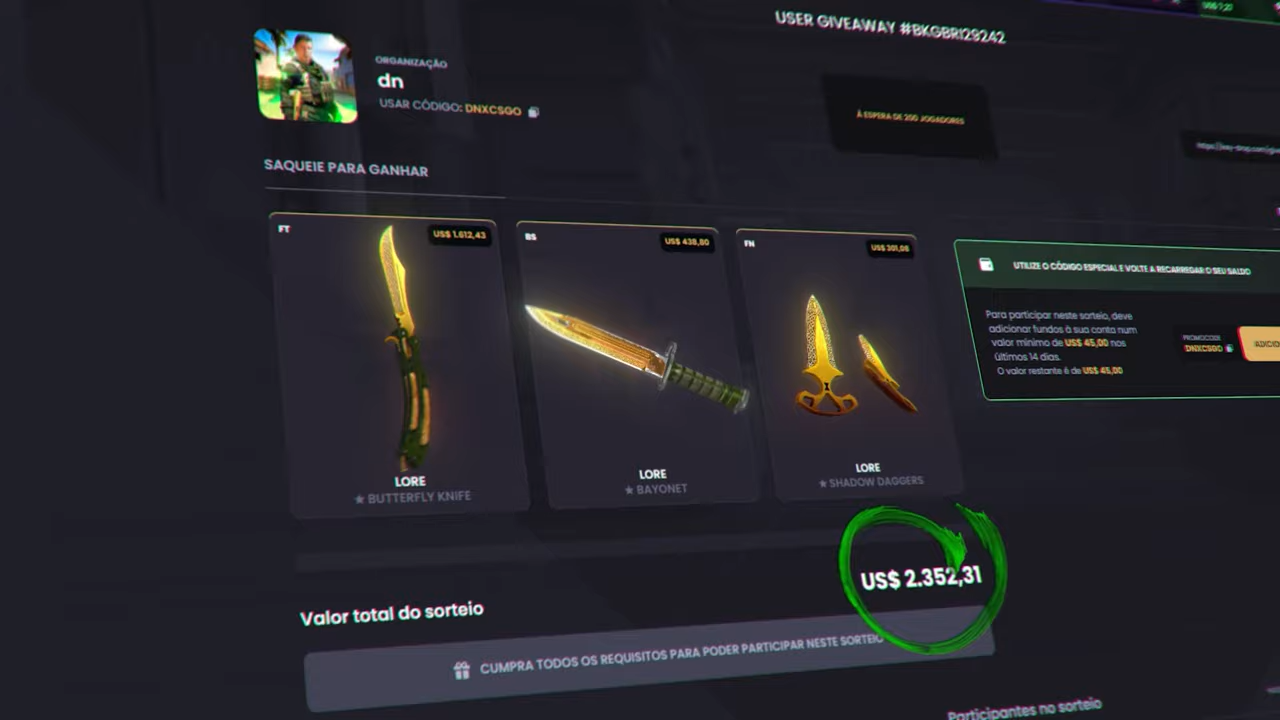 US$ 7,27
USER GIVEAWAY #BKGBR129242
ORGANIZAÇÃO
dn
USAR CÓDIGO: DNXCSGO
À ESPERA DE 200 JOGADORES
SAQUEIE PARA GANHAR
FT
US$ 1.612,43
LORE
★ BUTTERFLY KNIFE
BS
US$ 438,80
LORE
★ BAYONET
FN
US$ 301,08
LORE
★ SHADOW DAGGERS
UTILIZE O CÓDIGO ESPECIAL E VOLTE A RECARREGAR O SEU SALDO
Para participar neste sorteio, deve
adicionar fundos à sua conta num
valor mínimo de US$ 45,00 nos
últimos 14 dias.
O valor restante é de US$ 45,00
PROMOCODE
DNXCSGO
Valor total do sorteio
US$ 2.352,31
CUMPRA TODOS OS REQUISITOS PARA PODER PARTICIPAR NESTE SORTEIO
Participantes no sorteio